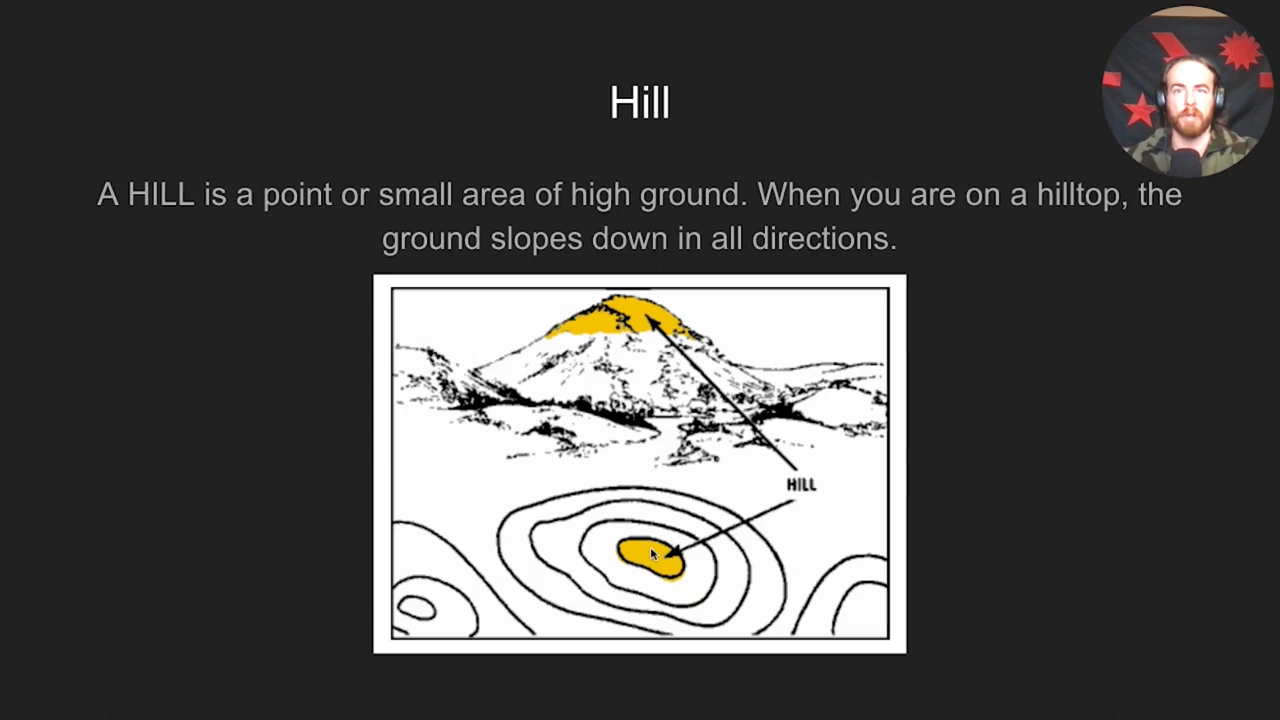 Hill
A HILL is a point or small area of high ground. When you are on a hilltop, the
ground slopes down in all directions.
HILL